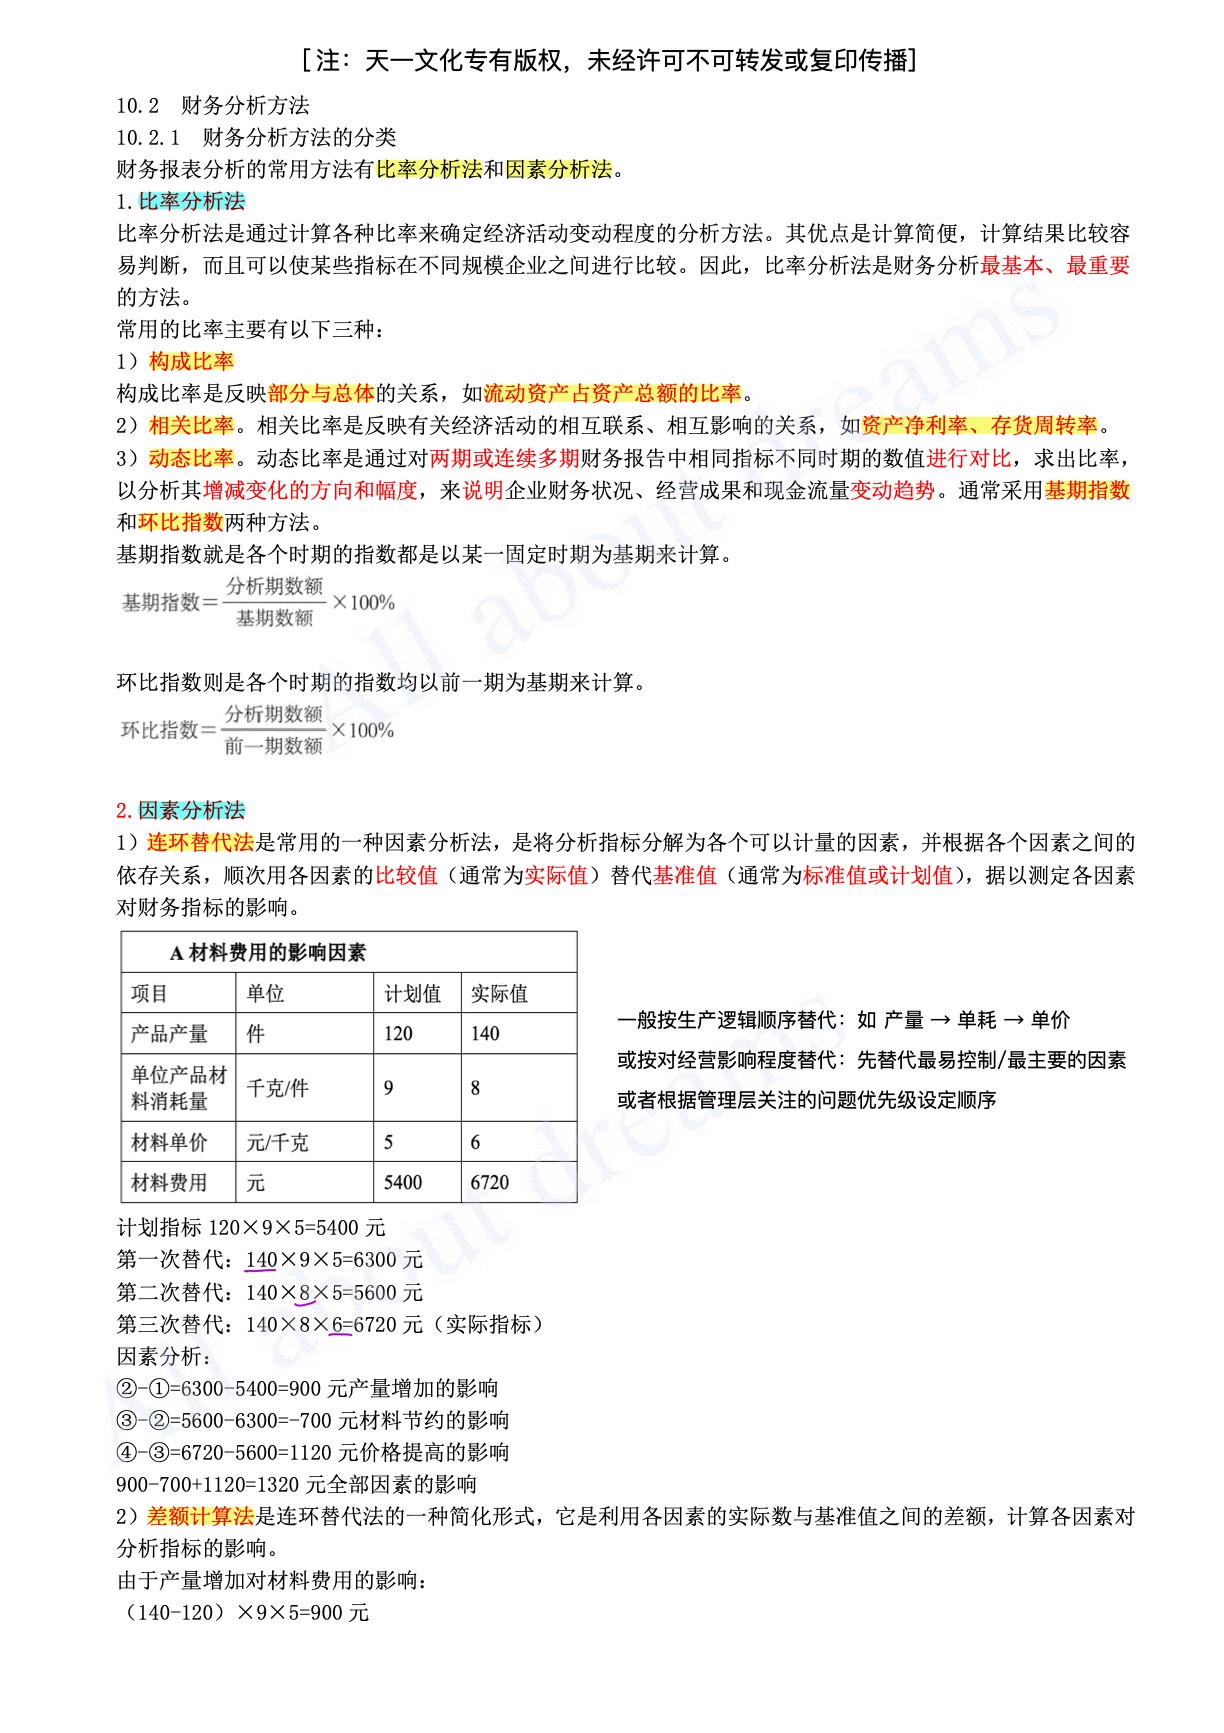 [注：天一文化专有版权，未经许可不可转发或复印传播]
10.2 财务分析方法
10.2.1 财务分析方法的分类
财务报表分析的常用方法有比率分析法和因素分析法。
1.比率分析法
比率分析法是通过计算各种比率来确定经济活动变动程度的分析方法。其优点是计算简便，计算结果比较容
易判断，而且可以使某些指标在不同规模企业之间进行比较。因此，比率分析法是财务分析最基本、最重要
的方法。
常用的比率主要有以下三种：
1）构成比率
构成比率是反映部分与总体的关系，如流动资产占资产总额的比率。
2）相关比率。相关比率是反映有关经济活动的相互联系、相互影响的关系，如资产净利率、存货周转率。
3）动态比率。动态比率是通过对两期或连续多期财务报告中相同指标不同时期的数值进行对比，求出比率，
以分析其增减变化的方向和幅度，来说明企业财务状况、经营成果和现金流量变动趋势。通常采用基期指数
和环比指数两种方法。
基期指数就是各个时期的指数都是以某一固定时期为基期来计算。
基期指数=分析期数额/基期数额×100%
环比指数则是各个时期的指数均以前一期为基期来计算。
环比指数=分析期数额/前一期数额×100%
2.因素分析法
1）连环替代法是常用的一种因素分析法，是将分析指标分解为各个可以计量的因素，并根据各个因素之间的
依存关系，顺次用各因素的比较值（通常为实际值）替代基准值（通常为标准值或计划值），据以测定各因素
对财务指标的影响。
A 材料费用的影响因素
项目 单位 计划值 实际值
产品产量 件 120 140
单位产品材料消耗量 千克/件 9 8
材料单价 元/千克 5 6
材料费用 元 5400 6720
一般按生产逻辑顺序替代：如 产量 → 单耗 → 单价
或按对经营影响程度替代：先替代最易控制/最主要的因素
或者根据管理层关注的问题优先级设定顺序
计划指标 120×9×5=5400 元
第一次替代：140×9×5=6300 元
第二次替代：140×8×5=5600 元
第三次替代：140×8×6=6720 元（实际指标）
因素分析：
②-①=6300-5400=900 元产量增加的影响
③-②=5600-6300=-700 元材料节约的影响
④-③=6720-5600=1120 元价格提高的影响
900-700+1120=1320 元全部因素的影响
2）差额计算法是连环替代法的一种简化形式，它是利用各因素的实际数与基准值之间的差额，计算各因素对
分析指标的影响。
由于产量增加对材料费用的影响：
（140-120）×9×5=900 元
All about dreams
All about dreams